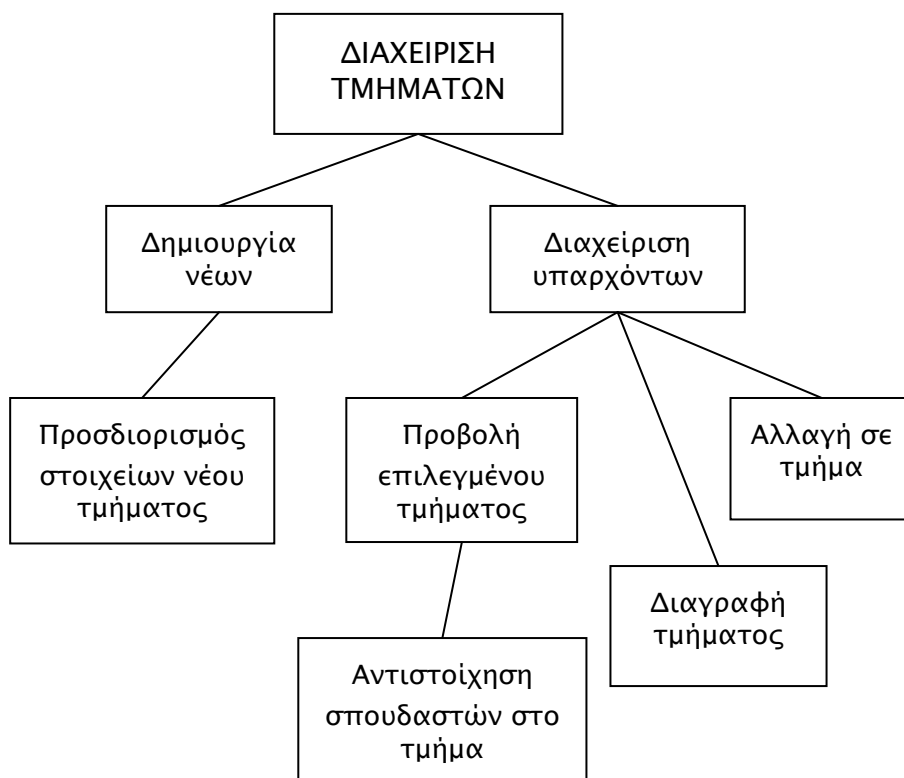 ΔΙΑΧΕΙΡΙΣΗ
ΤΜΗΜΑΤΩΝ
Δημιουργία
νέων
Διαχείριση
υπαρχόντων
Προσδιορισμός
στοιχείων νέου
τμήματος
Προβολή
επιλεγμένου
τμήματος
Αλλαγή σε
τμήμα
Διαγραφή
τμήματος
Αντιστοίχηση
σπουδαστών στο
τμήμα